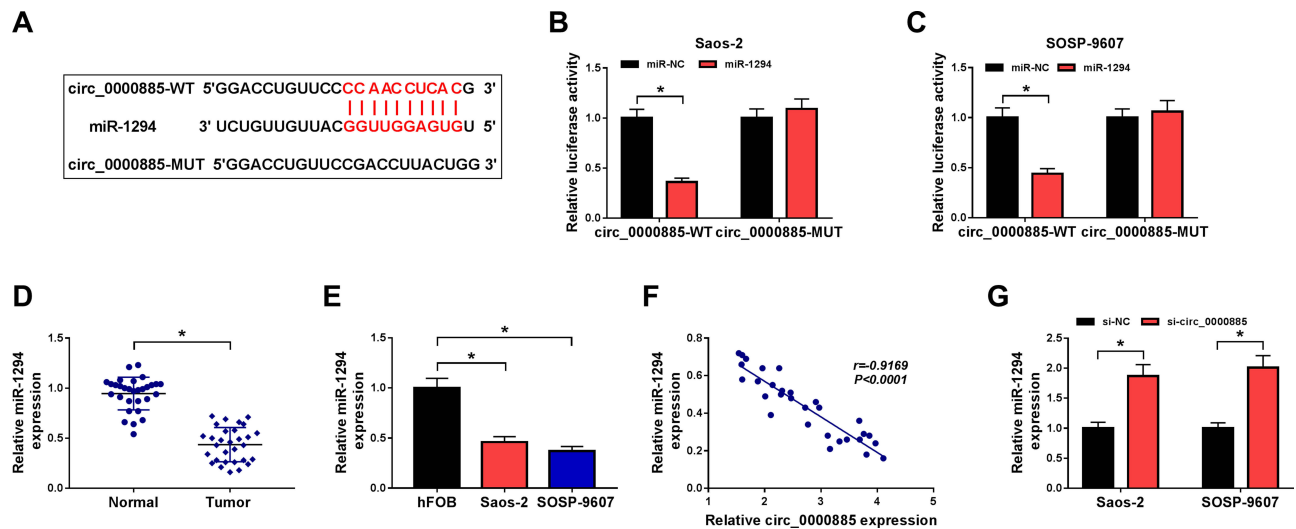 A
circ_0000885-WT 5'GGACCUGUUCCCCAACCUCACG 3'
miR-1294 3' UCUGUUGUUACGGUUGGAGUGU 5'
circ_0000885-MUT 5'GGACCUGUUCCGACCUUACUGG 3'
B
Saos-2
miR-NC miR-1294
Relative luciferase activity
1.5
1.0
0.5
0.0
*
circ_0000885-WT circ_0000885-MUT
C
SOSP-9607
miR-NC miR-1294
Relative luciferase activity
1.5
1.0
0.5
0.0
*
circ_0000885-WT circ_0000885-MUT
D
Relative miR-1294
expression
1.5
1.0
0.5
0.0
*
Normal Tumor
E
Relative miR-1294
expression
1.5
1.0
0.5
0.0
*
*
hFOB Saos-2 SOSP-9607
F
Relative miR-1294
expression
0.8
0.6
0.4
0.2
0.0
r=-0.9169
P<0.0001
1 2 3 4 5
Relative circ_0000885 expression
G
si-NC si-circ_0000885
Relative miR-1294
expression
2.5
2.0
1.5
1.0
0.5
0.0
*
*
Saos-2 SOSP-9607